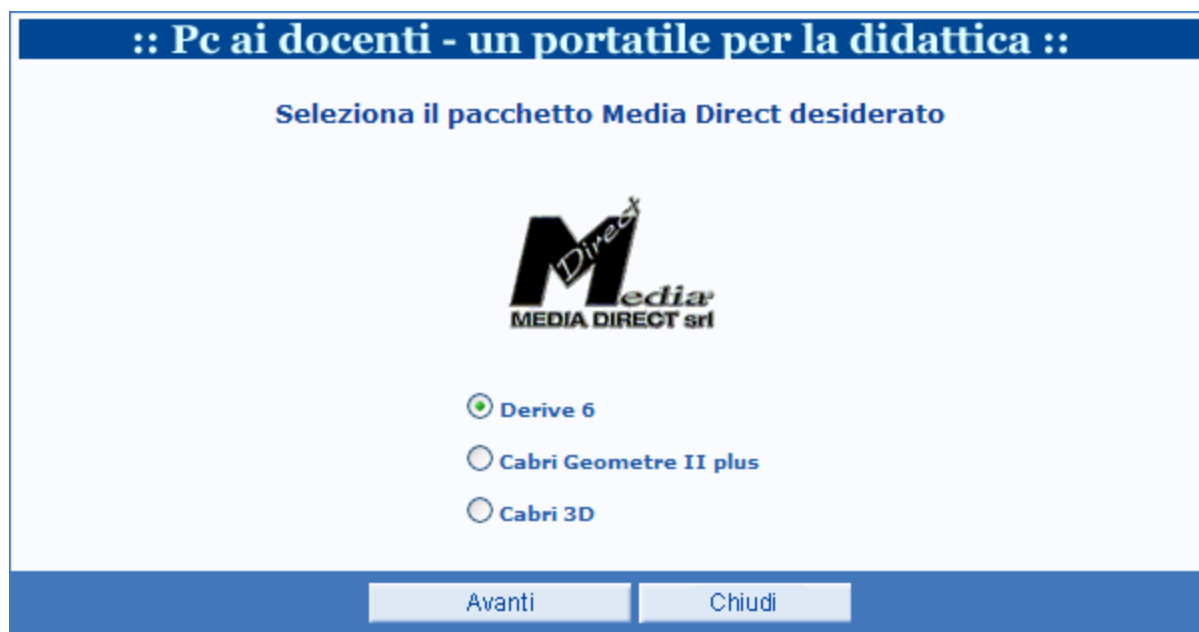 :: Pc ai docenti - un portatile per la didattica ::
Seleziona il pacchetto Media Direct desiderato
Direct
Media
MEDIA DIRECT srl
Derive 6
Cabri Geometre II plus
Cabri 3D
Avanti
Chiudi